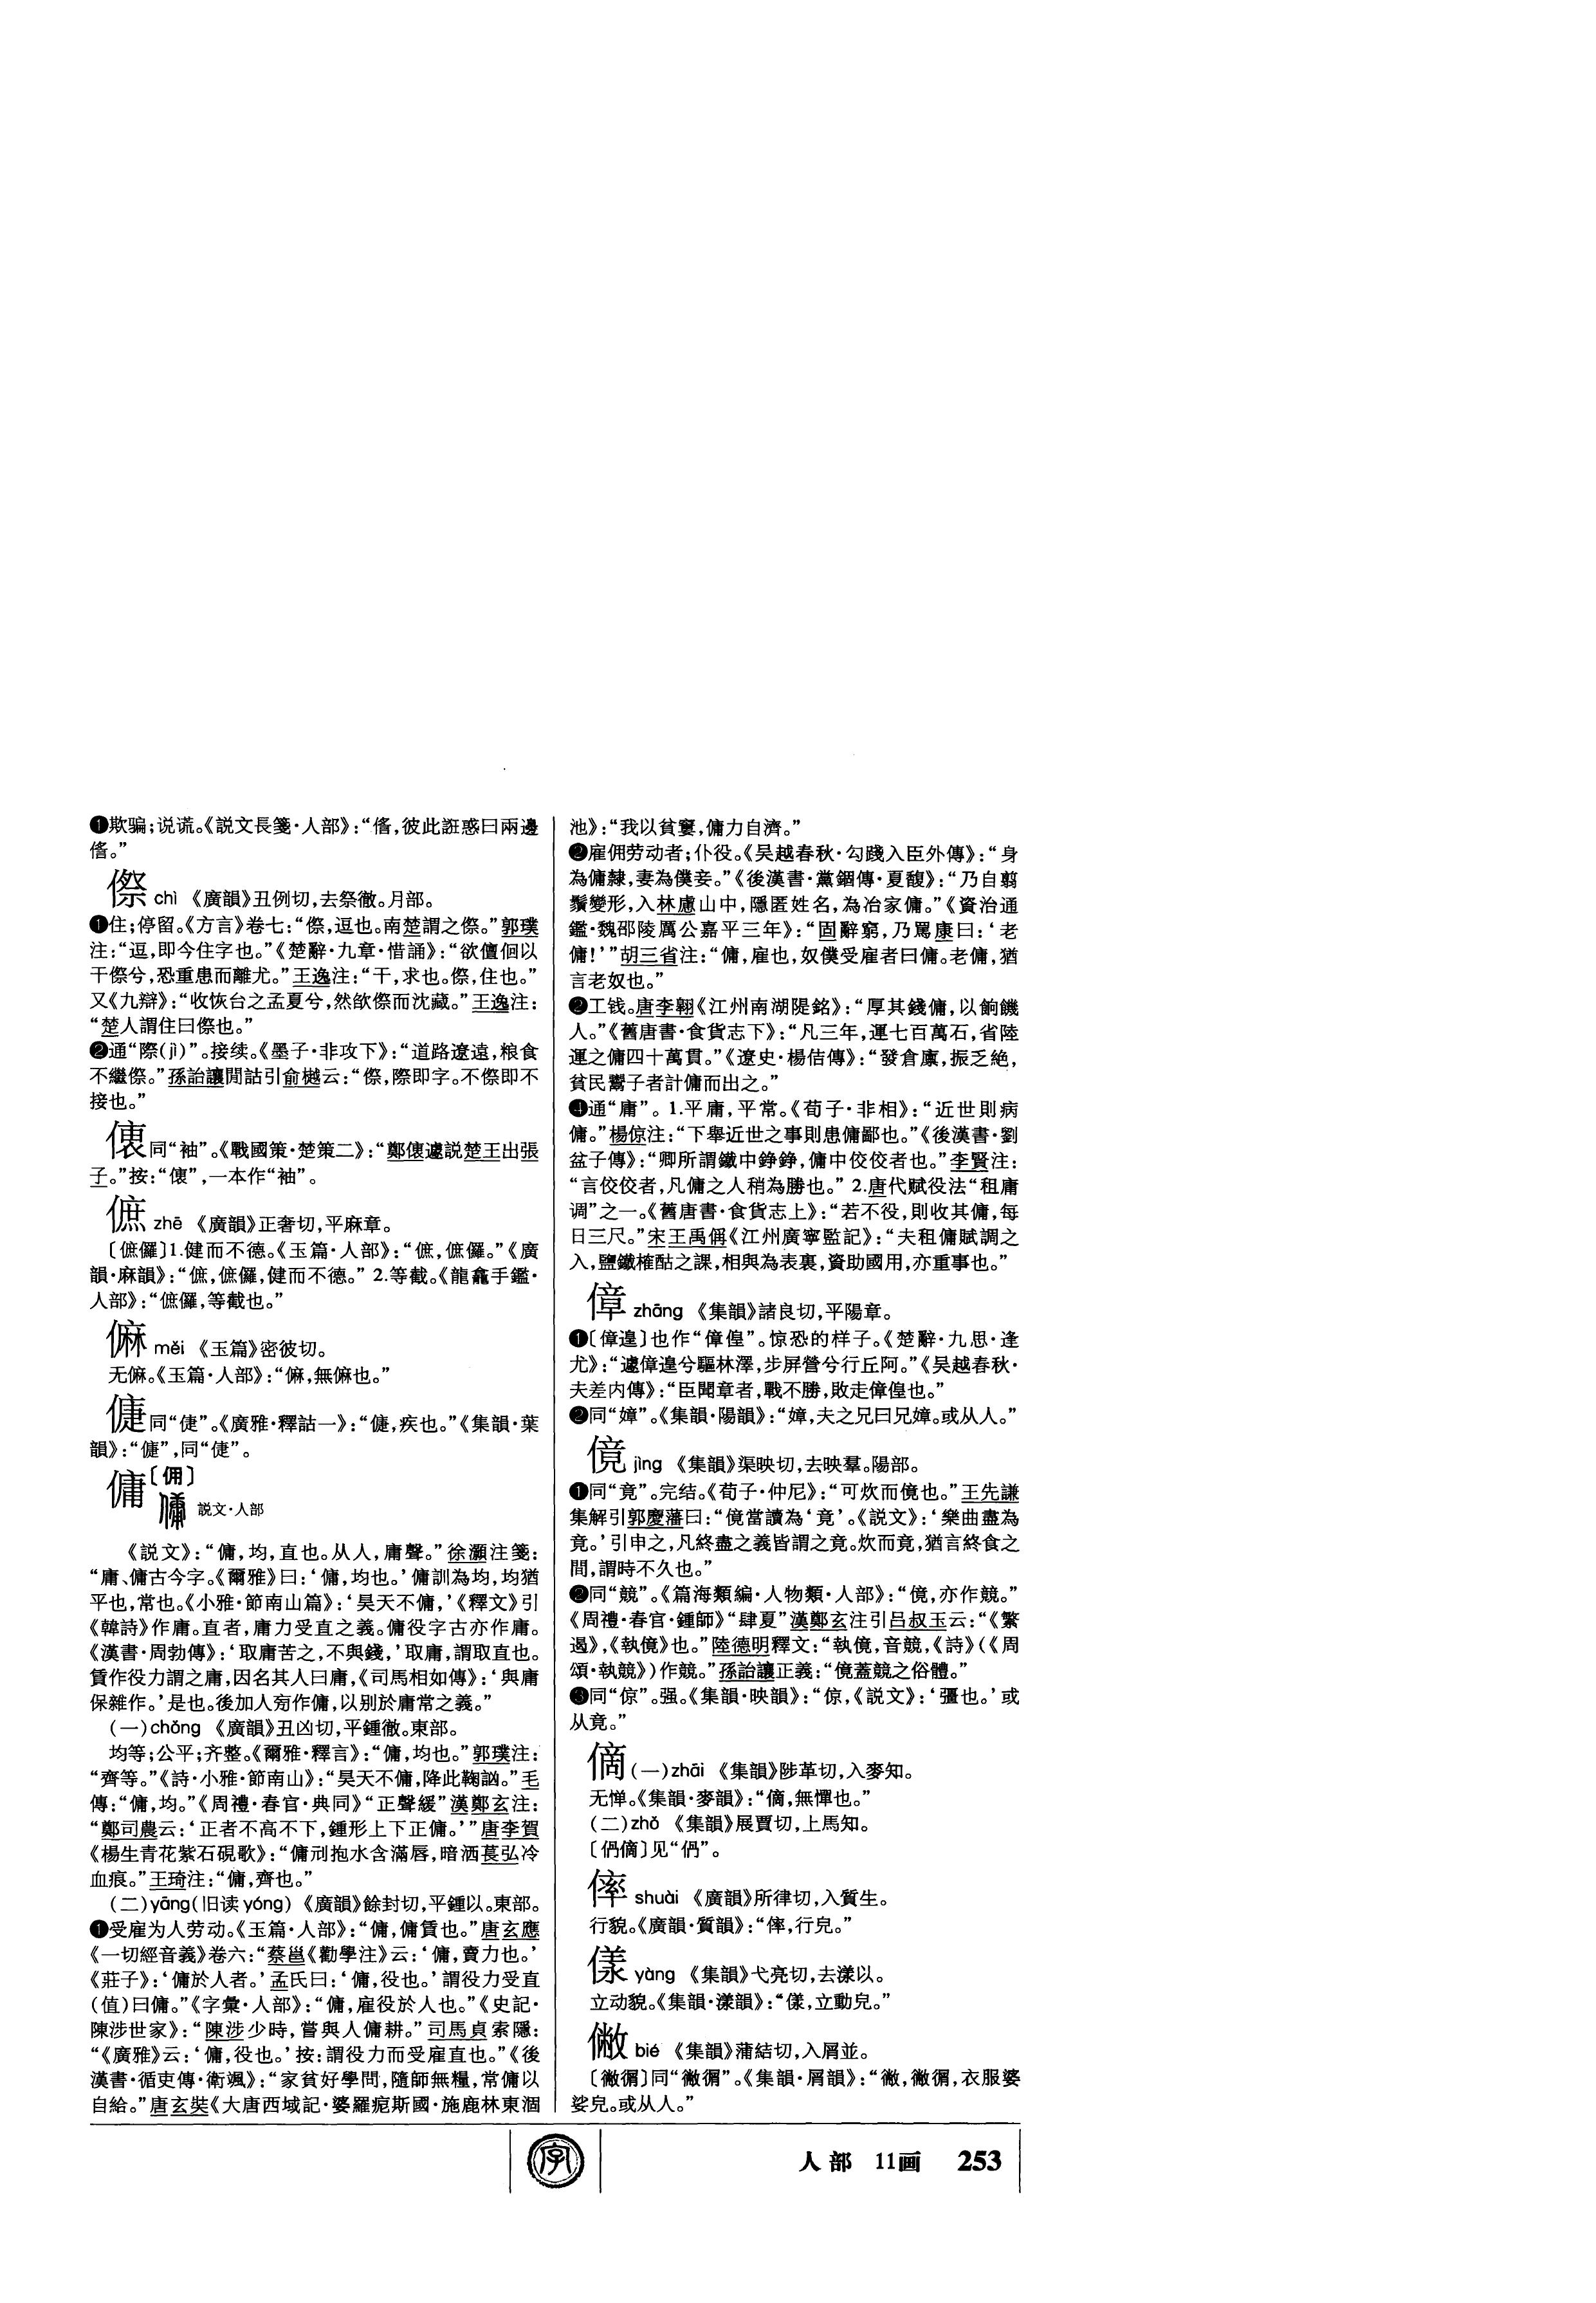 ❶欺骗;说谎。《説文長箋·人部》:“偺,彼此誑惑曰兩邊
偺。”
傺 chì 《廣韻》丑例切,去祭徹。月部。
❶住;停留。《方言》卷七:“傺,逗也。南楚謂之傺。”郭璞
注:“逗,即今住字也。”《楚辭·九章·惜誦》:“欲儃佪以
干傺兮,恐重患而離尤。”王逸注:“干,求也。傺,住也。”
又《九辯》:“收恢台之孟夏兮,然欿傺而沈藏。”王逸注:
“楚人謂住曰傺也。”
❷通“際(jì)”。接续。《墨子·非攻下》:“道路遼遠,粮食
不繼傺。”孫詒讓閒詁引俞樾云:“傺,際即字。不傺即不
接也。”
同“袖”。《戰國策·楚策二》:“鄭 遽説楚王出張
子。”按:“ ”,一本作“袖”。
㒂 zhē 《廣韻》正奢切,平麻章。
〔㒂儸〕1.健而不德。《玉篇·人部》:“㒂,㒂儸。”《廣
韻·麻韻》:“㒂,㒂儸,健而不德。” 2.等截。《龍龕手鑑·
人部》:“㒂儸,等截也。”
měi 《玉篇》密彼切。
无 。《玉篇·人部》:“ ,無 也。”
同“倢”。《廣雅·釋詁一》:“ ,疾也。”《集韻·葉
韻》:“ ”,同“倢”。
傭〔佣〕
説文·人部
《説文》:“傭,均,直也。从人,庸聲。”徐灝注箋:
“庸、傭古今字。《爾雅》曰:‘傭,均也。’傭訓為均,均猶
平也,常也。《小雅·節南山篇》:‘昊天不傭,’《釋文》引
《韓詩》作庸。直者,庸力受直之義。傭役字古亦作庸。
《漢書·周勃傳》:‘取庸苦之,不與錢,’取庸,謂取直也。
賃作役力謂之庸,因名其人曰庸,《司馬相如傳》:‘與庸
保雜作。’是也。後加人旁作傭,以别於庸常之義。”
(一)chōng 《廣韻》丑凶切,平鍾徹。東部。
均等;公平;齐整。《爾雅·釋言》:“傭,均也。”郭璞注:
“齊等。”《詩·小雅·節南山》:“昊天不傭,降此鞠訩。”毛
傳:“傭,均。”《周禮·春官·典同》“正聲緩”漢鄭玄注:
“鄭司農云:‘正者不高不下,鍾形上下正傭。’”唐李賀
《楊生青花紫石硯歌》:“傭刓抱水含滿唇,暗洒萇弘冷
血痕。”王琦注:“傭,齊也。”
(二)yōng(旧读yóng) 《廣韻》餘封切,平鍾以。東部。
❶受雇为人劳动。《玉篇·人部》:“傭,傭賃也。”唐玄應
《一切經音義》卷六:“蔡邕《勸學注》云:‘傭,賣力也。’
《莊子》:‘傭於人者。’孟氏曰:‘傭,役也。’謂役力受直
(值)曰傭。”《字彙·人部》:“傭,雇役於人也。”《史記·
陳涉世家》:“陳涉少時,嘗與人傭耕。”司馬貞索隱:
“《廣雅》云:‘傭,役也。’按:謂役力而受雇直也。”《後
漢書·循吏傳·衛颯》:“家貧好學問,隨師無糧,常傭以
自給。”唐玄奘《大唐西域記·婆羅痆斯國·施鹿林東涸
池》:“我以貧窶,傭力自濟。”
❷雇佣劳动者;仆役。《吴越春秋·勾踐入臣外傳》:“身
為傭隸,妻為僕妾。”《後漢書·黨錮傳·夏馥》:“乃自翦
鬚變形,入林慮山中,隱匿姓名,為冶家傭。”《資治通
鑑·魏邵陵厲公嘉平三年》:“固辭窮,乃罵康曰:‘老
傭!’”胡三省注:“傭,雇也,奴僕受雇者曰傭。老傭,猶
言老奴也。”
❷工钱。唐李翱《江州南湖隄銘》:“厚其錢傭,以餉饑
人。”《舊唐書·食貨志下》:“凡三年,運七百萬石,省陸
運之傭四十萬貫。”《遼史·楊佶傳》:“發倉廩,振乏絶,
貧民鬻子者計傭而出之。”
❹通“庸”。 1.平庸,平常。《荀子·非相》:“近世則病
傭。”楊倞注:“下舉近世之事則患傭鄙也。”《後漢書·劉
盆子傳》:“卿所謂鐵中錚錚,傭中佼佼者也。”李賢注:
“言佼佼者,凡傭之人稍為勝也。” 2.唐代赋役法“租庸
调”之一。《舊唐書·食貨志上》:“若不役,則收其傭,每
日三尺。”宋王禹偁《江州廣寧監記》:“夫租傭賦調之
入,鹽鐵榷酤之課,相與為表裏,資助國用,亦重事也。”
傽 zhāng 《集韻》諸良切,平陽章。
❶〔傽遑〕也作“傽偟”。惊恐的样子。《楚辭·九思·逢
尤》:“遽傽遑兮驅林澤,步屏營兮行丘阿。”《吴越春秋·
夫差内傳》:“臣聞章者,戰不勝,敗走傽偟也。”
❷同“嫜”。《集韻·陽韻》:“嫜,夫之兄曰兄嫜。或从人。”
傹 jìng 《集韻》渠映切,去映羣。陽部。
❶同“竟”。完结。《荀子·仲尼》:“可炊而傹也。”王先謙
集解引郭慶藩曰:“傹當讀為‘竟’。《説文》:‘樂曲盡為
竟。’引申之,凡終盡之義皆謂之竟。炊而竟,猶言終食之
間,謂時不久也。”
❷同“競”。《篇海類編·人物類·人部》:“傹,亦作競。”
《周禮·春官·鍾師》“肆夏”漢鄭玄注引吕叔玉云:“《繁
遏》,《執傹》也。”陸德明釋文:“執傹,音競,《詩》(《周
頌·執競》)作競。”孫詒讓正義:“傹蓋競之俗體。”
❸同“倞”。强。《集韻·映韻》:“倞,《説文》:‘彊也。’或
从竟。”
㒀 (一)zhāi 《集韻》陟革切,入麥知。
无惮。《集韻·麥韻》:“㒀,無憚也。”
(二)zhǎ 《集韻》展賈切,上馬知。
〔㐷㒀〕见“㐷”。
㒐 shuài 《廣韻》所律切,入質生。
行貌。《廣韻·質韻》:“㒐,行皃。”
様 yàng 《集韻》弋亮切,去漾以。
立动貌。《集韻·漾韻》:“ ,立動皃。”
bié 《集韻》蒲結切,入屑並。
衣服婆
娑皃。或从人。”
人部 11画 253